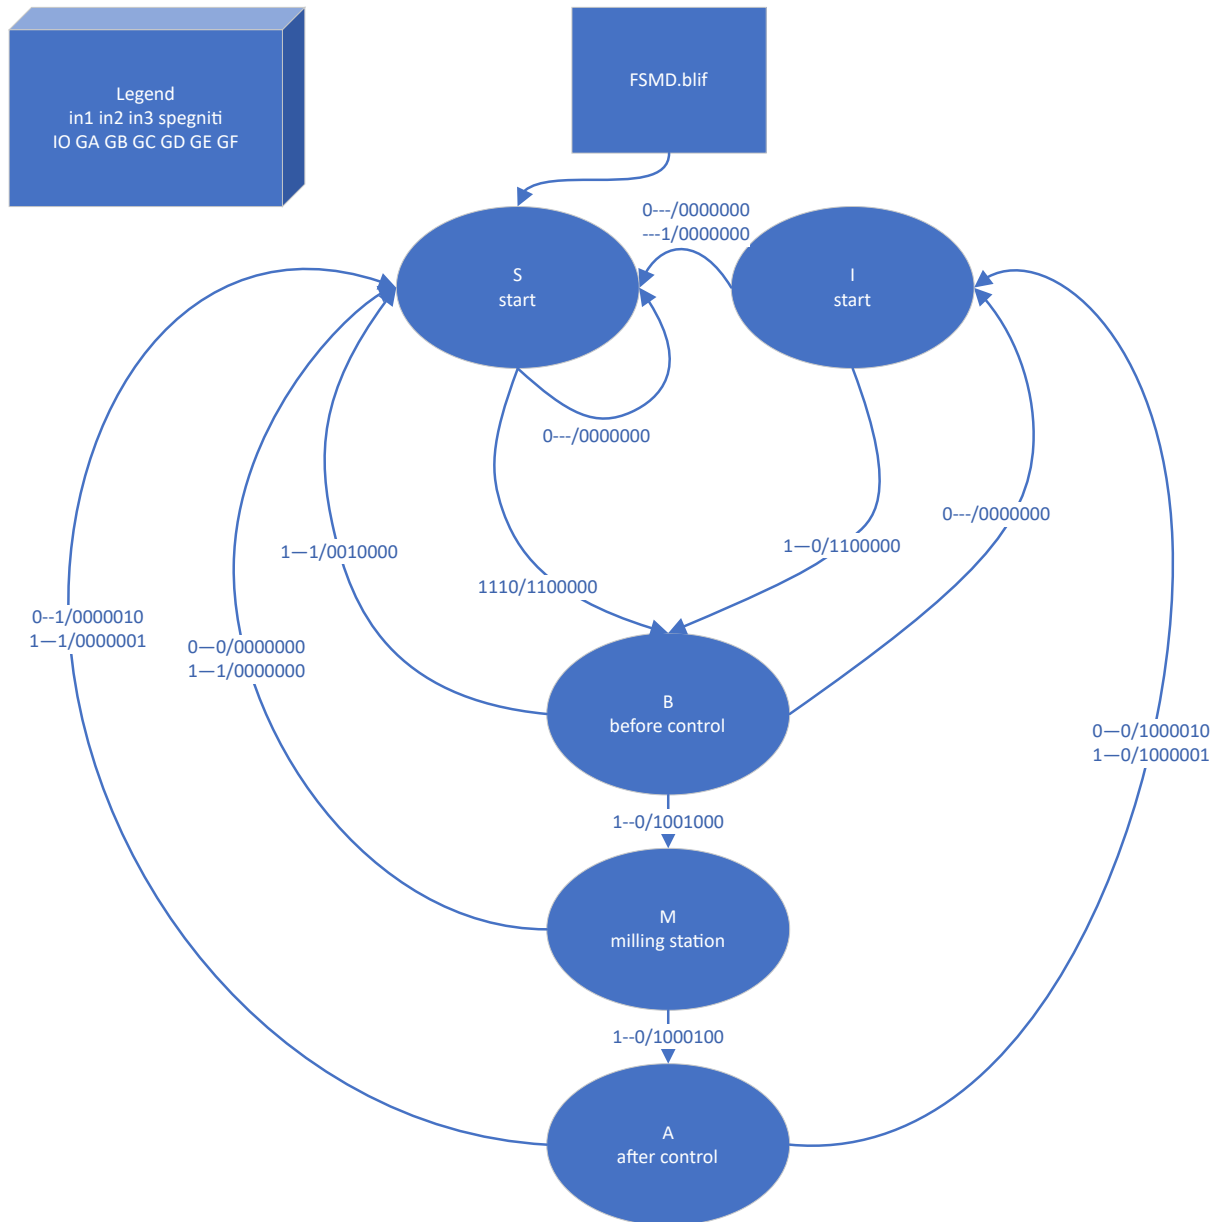 Legend
in1 in2 in3 spegniti
IO GA GB GC GD GE GF
FSMD.blif
0---/0000000
---1/0000000
S
start
I
start
0---/0000000
0---/0000000
1—1/0010000
1—0/1100000
1110/1100000
0--1/0000010
1—1/0000001
0—0/0000000
1—1/0000000
B
before control
0—0/1000010
1—0/1000001
1--0/1001000
M
milling station
1--0/1000100
A
after control